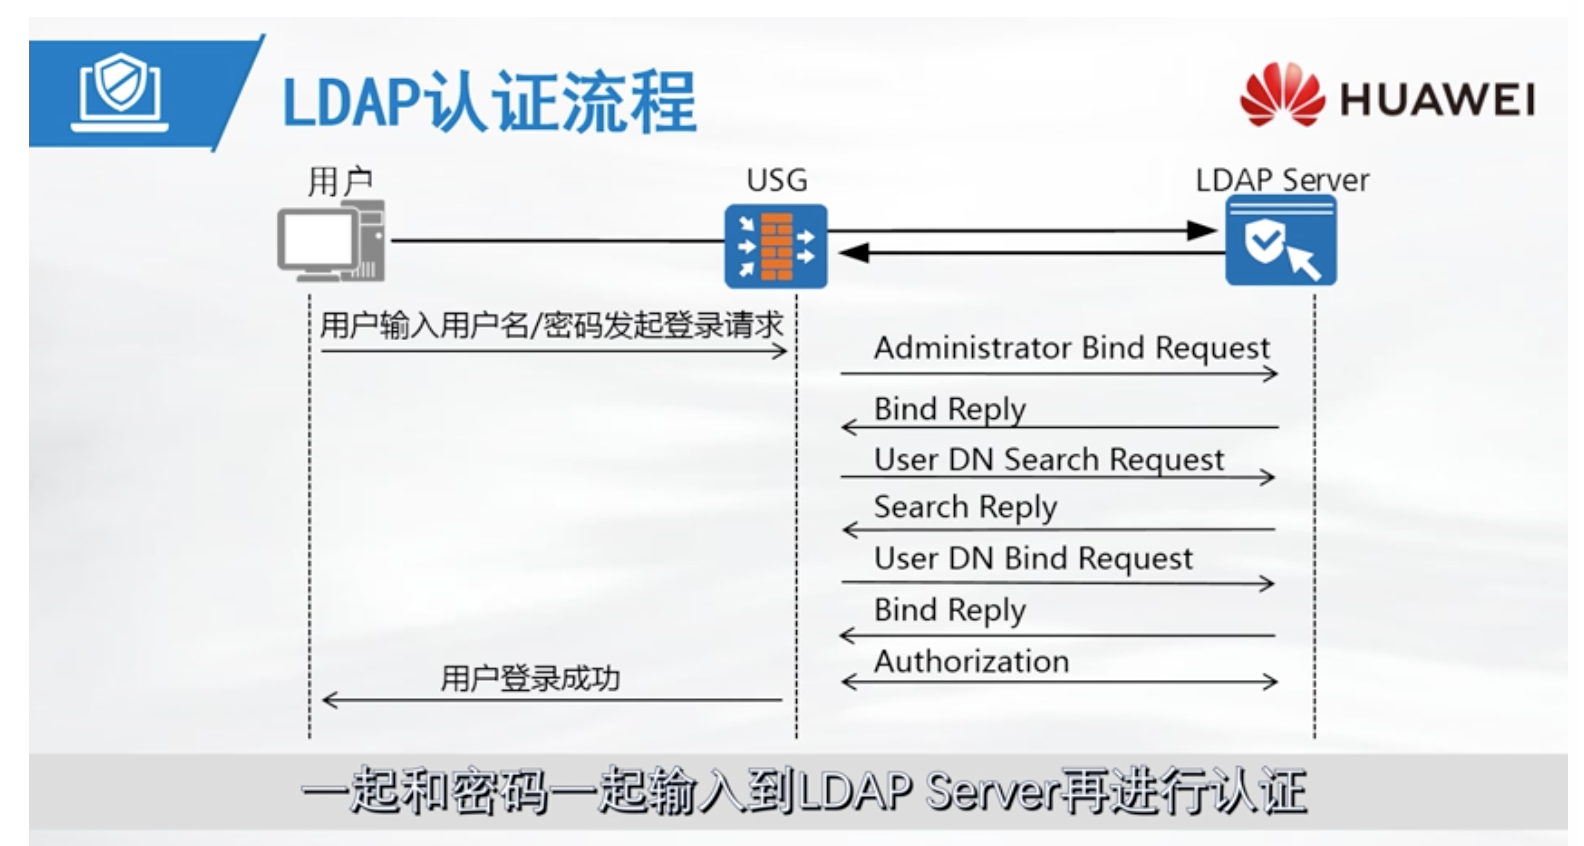 LDAP认证流程
HUAWEI
用户
USG
LDAP Server
用户输入用户名/密码发起登录请求
Administrator Bind Request
Bind Reply
User DN Search Request
Search Reply
User DN Bind Request
Bind Reply
Authorization
用户登录成功
一起和密码一起输入到LDAP Server再进行认证